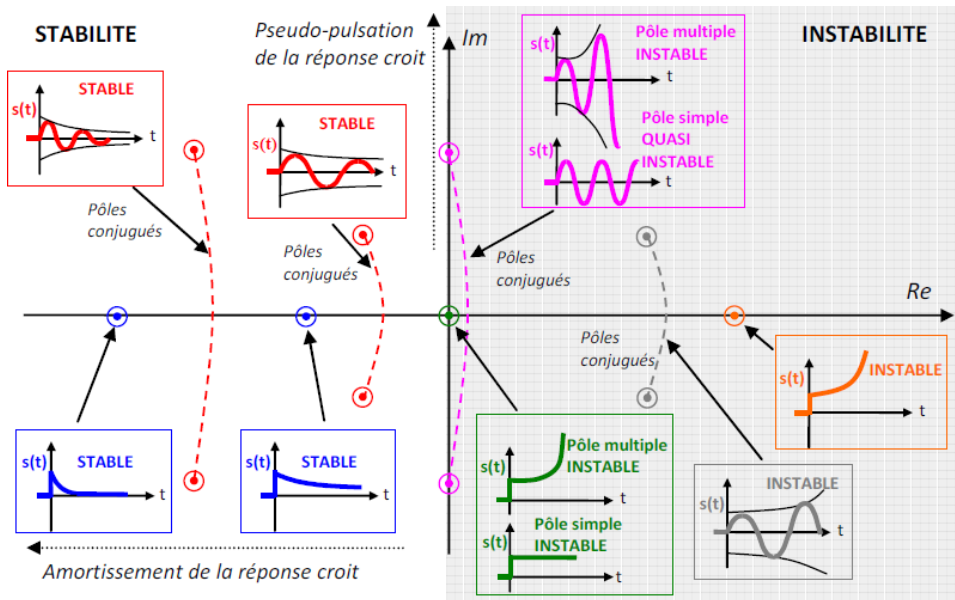 STABILITE
Pseudo-pulsation
de la réponse croit
Im
INSTABILITE
STABLE
s(t)
t
STABLE
s(t)
t
Pôle multiple
INSTABLE
s(t)
t
Pôle simple
QUASI
INSTABLE
s(t)
t
Pôles
conjugués
Pôles
conjugués
Pôles
conjugués
Re
Pôles
conjugués
s(t)
INSTABLE
t
s(t)
STABLE
t
s(t)
STABLE
t
Pôle multiple
INSTABLE
s(t)
t
Pôle simple
INSTABLE
s(t)
t
INSTABLE
s(t)
t
Amortissement de la réponse croit